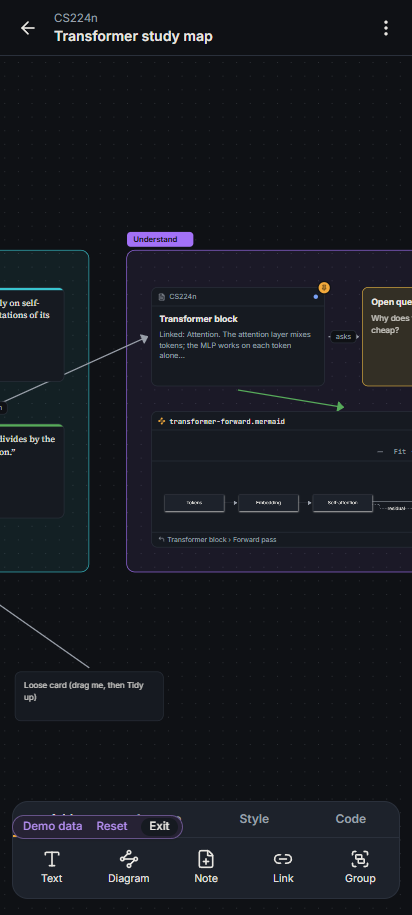 CS224n
Transformer study map
Understand
ly on self-
tations of its
CS224n
8
Transformer block
Linked: Attention. The attention layer mixes
tokens; the MLP works on each token
alone...
asks
Open que
Why does
cheap?
divides by the
on.”
transformer-forward.mermaid
Fit
Tokens
Embedding
Self-attention
residual
Transformer block › Forward pass
Loose card (drag me, then Tidy
up)
Demo data
Reset
Exit
Style
Code
Text
Diagram
Note
Link
Group